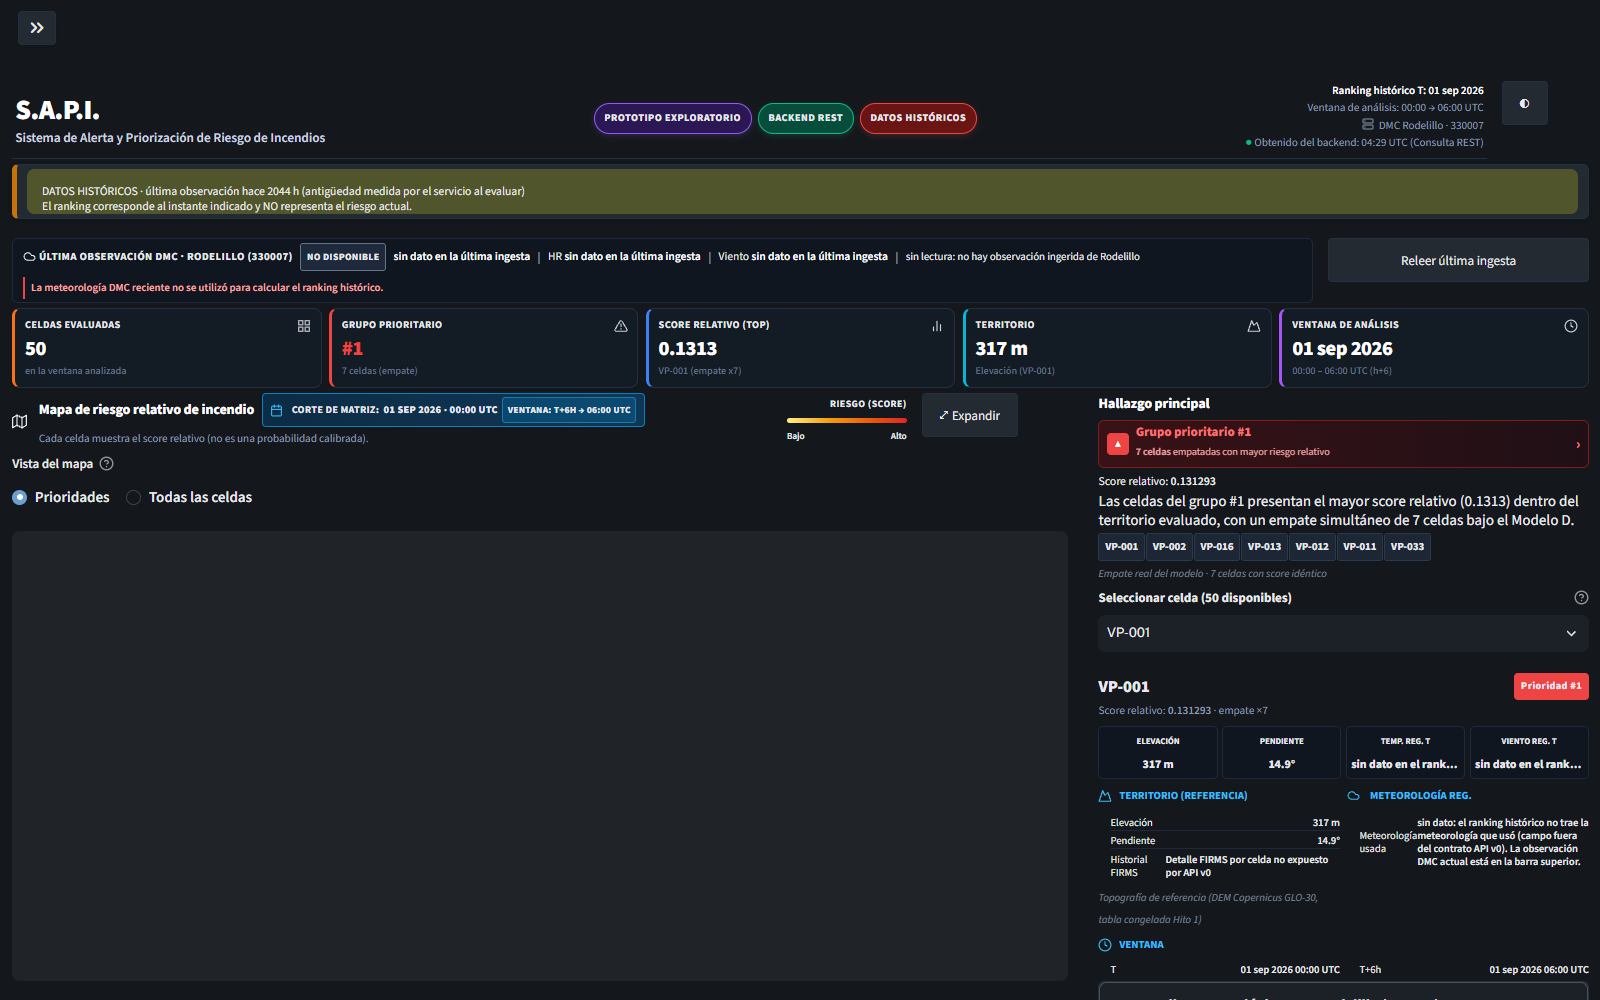 S.A.P.I.
Sistema de Alerta y Priorización de Riesgo de Incendios
PROTOTIPO EXPLORATORIO
BACKEND REST
DATOS HISTÓRICOS
Ranking histórico T: 01 sep 2026
Ventana de análisis: 00:00 → 06:00 UTC
DMC Rodelillo · 330007
Obtenido del backend: 04:29 UTC (Consulta REST)
DATOS HISTÓRICOS · última observación hace 2044 h (antigüedad medida por el servicio al evaluar)
El ranking corresponde al instante indicado y NO representa el riesgo actual.
ÚLTIMA OBSERVACIÓN DMC · RODELILLO (330007) NO DISPONIBLE sin dato en la última ingesta | HR sin dato en la última ingesta | Viento sin dato en la última ingesta | sin lectura: no hay observación ingerida de Rodelillo
La meteorología DMC reciente no se utilizó para calcular el ranking histórico.
Releer última ingesta
CELDAS EVALUADAS
50
en la ventana analizada
GRUPO PRIORITARIO
#1
7 celdas (empate)
SCORE RELATIVO (TOP)
0.1313
VP-001 (empate x7)
TERRITORIO
317 m
Elevación (VP-001)
VENTANA DE ANÁLISIS
01 sep 2026
00:00 – 06:00 UTC (h+6)
Mapa de riesgo relativo de incendio
CORTE DE MATRIZ: 01 SEP 2026 · 00:00 UTC
VENTANA: T+6H → 06:00 UTC
Cada celda muestra el score relativo (no es una probabilidad calibrada).
RIESGO (SCORE)
Bajo Alto
Expandir
Vista del mapa
Prioridades
Todas las celdas
Hallazgo principal
Grupo prioritario #1
7 celdas empatadas con mayor riesgo relativo
Score relativo: 0.131293
Las celdas del grupo #1 presentan el mayor score relativo (0.1313) dentro del
territorio evaluado, con un empate simultáneo de 7 celdas bajo el Modelo D.
VP-001 VP-002 VP-016 VP-013 VP-012 VP-011 VP-033
Empate real del modelo · 7 celdas con score idéntico
Seleccionar celda (50 disponibles)
VP-001
VP-001
Prioridad #1
Score relativo: 0.131293 · empate ×7
ELEVACIÓN
317 m
PENDIENTE
14.9°
TEMP. REG. T
sin dato en el rank...
VIENTO REG. T
sin dato en el rank...
TERRITORIO (REFERENCIA)
Elevación 317 m
Pendiente 14.9°
Historial FIRMS
Detalle FIRMS por celda no expuesto
por API v0
Topografía de referencia (DEM Copernicus GLO-30,
tabla congelada Hito 1)
METEOROLOGÍA REG.
Meteorología
usada
sin dato: el ranking histórico no trae la
meteorología que usó (campo fuera
del contrato API v0). La observación
DMC actual está en la barra superior.
VENTANA
T 01 sep 2026 00:00 UTC
T+6h 01 sep 2026 06:00 UTC